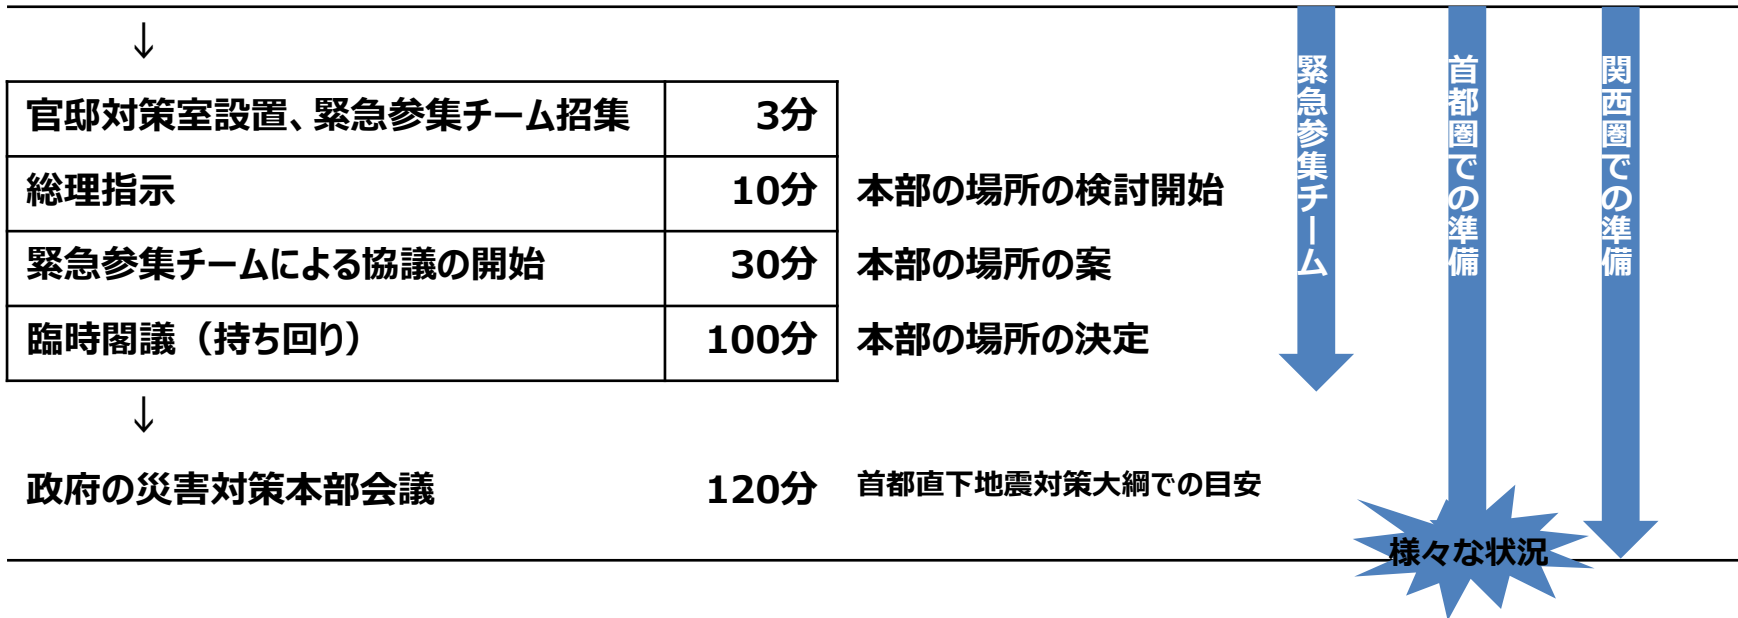 ↓
官邸対策室設置、緊急参集チーム招集 3分
総理指示 10分 本部の場所の検討開始
緊急参集チームによる協議の開始 30分 本部の場所の案
臨時閣議（持ち回り） 100分 本部の場所の決定
↓
政府の災害対策本部会議 120分 首都直下地震対策大綱での目安
緊急参集チーム
首都圏での準備
関西圏での準備
様々な状況